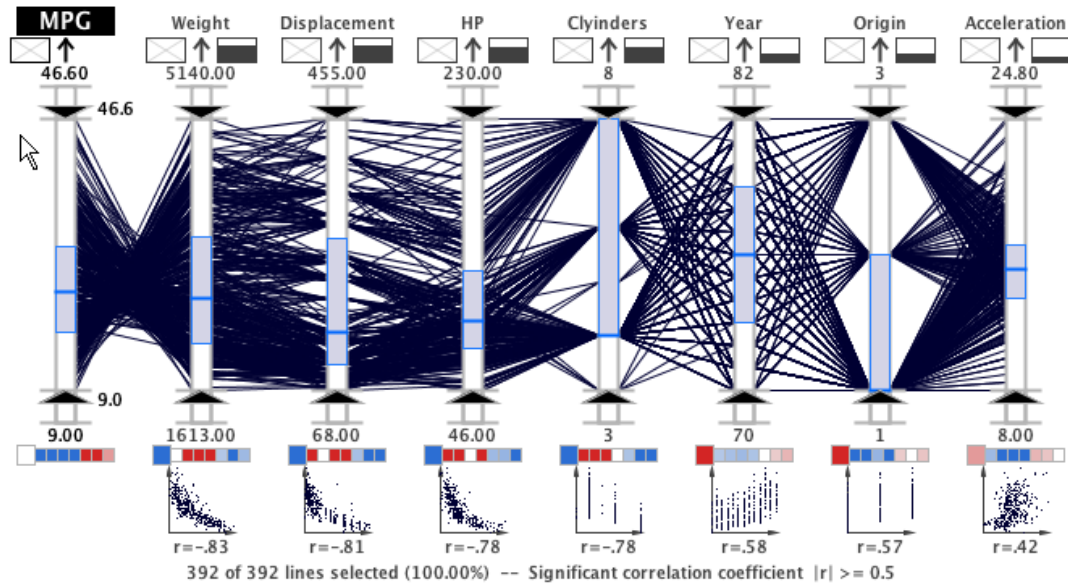 MPG Weight Displacement HP Clyinders Year Origin Acceleration
46.60 5140.00 455.00 230.00 8 82 3 24.80
46.6
9.0
9.00 1613.00 68.00 46.00 3 70 1 8.00
r=-.83 r=-.81 r=-.78 r=-.78 r=.58 r=.57 r=.42
392 of 392 lines selected (100.00%) -- Significant correlation coefficient |r| >= 0.5